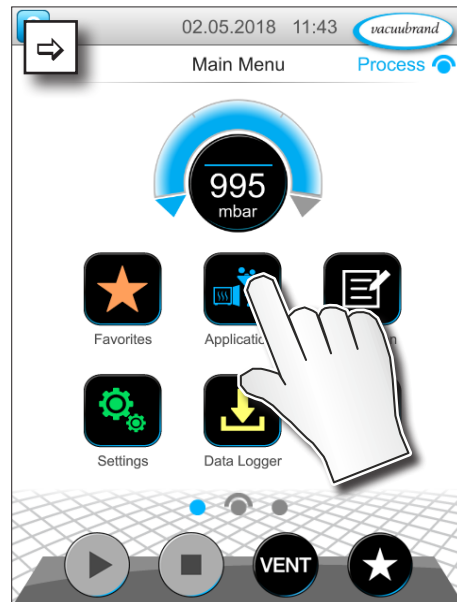 02.05.2018 11:43 vacuubrand
Main Menu Process
995
mbar
Favorites
Settings Data Logger
VENT